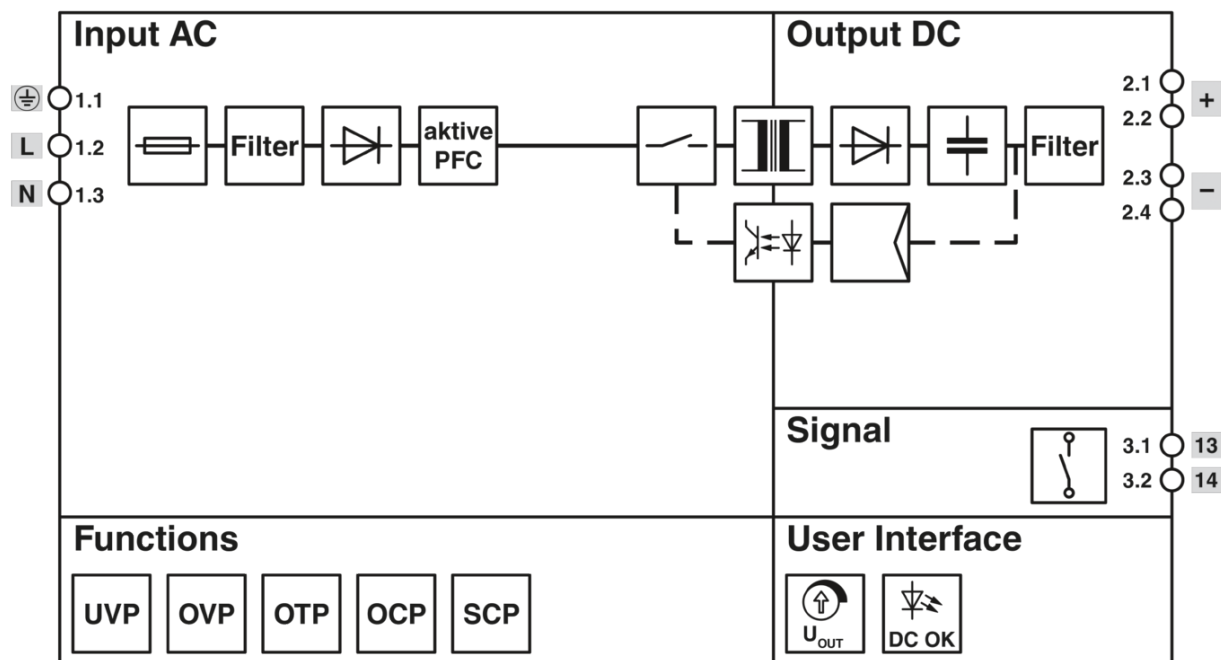 Input AC
Output DC
1.1
L 1.2
N 1.3
Filter
aktive
PFC
Filter
2.1
2.2
+
2.3
2.4
–
Signal
3.1 13
3.2 14
Functions
UVP OVP OTP OCP SCP
User Interface
UOUT
DC OK